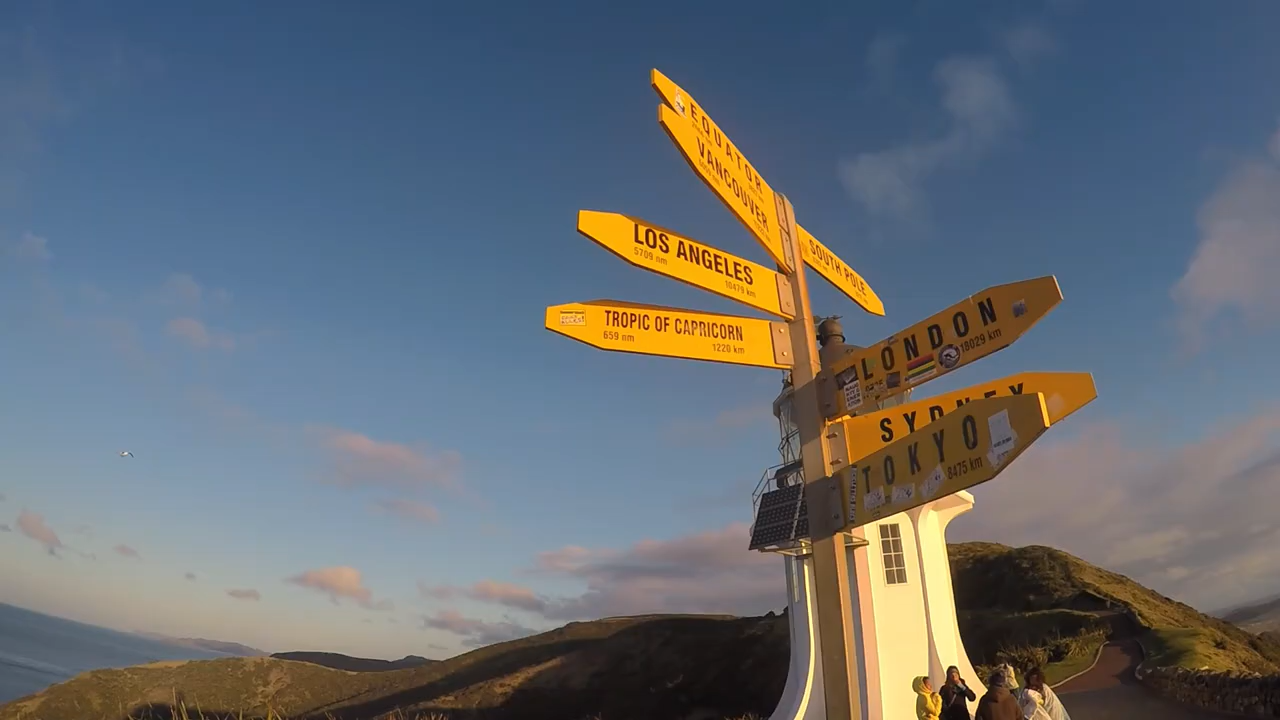 EQUATOR
VANCOUVER
SOUTH POLE
LOS ANGELES
5709 nm
10479 km
TROPIC OF CAPRICORN
659 nm
1220 km
LONDON
18029 km
SYDNEY
TOKYO
8475 km